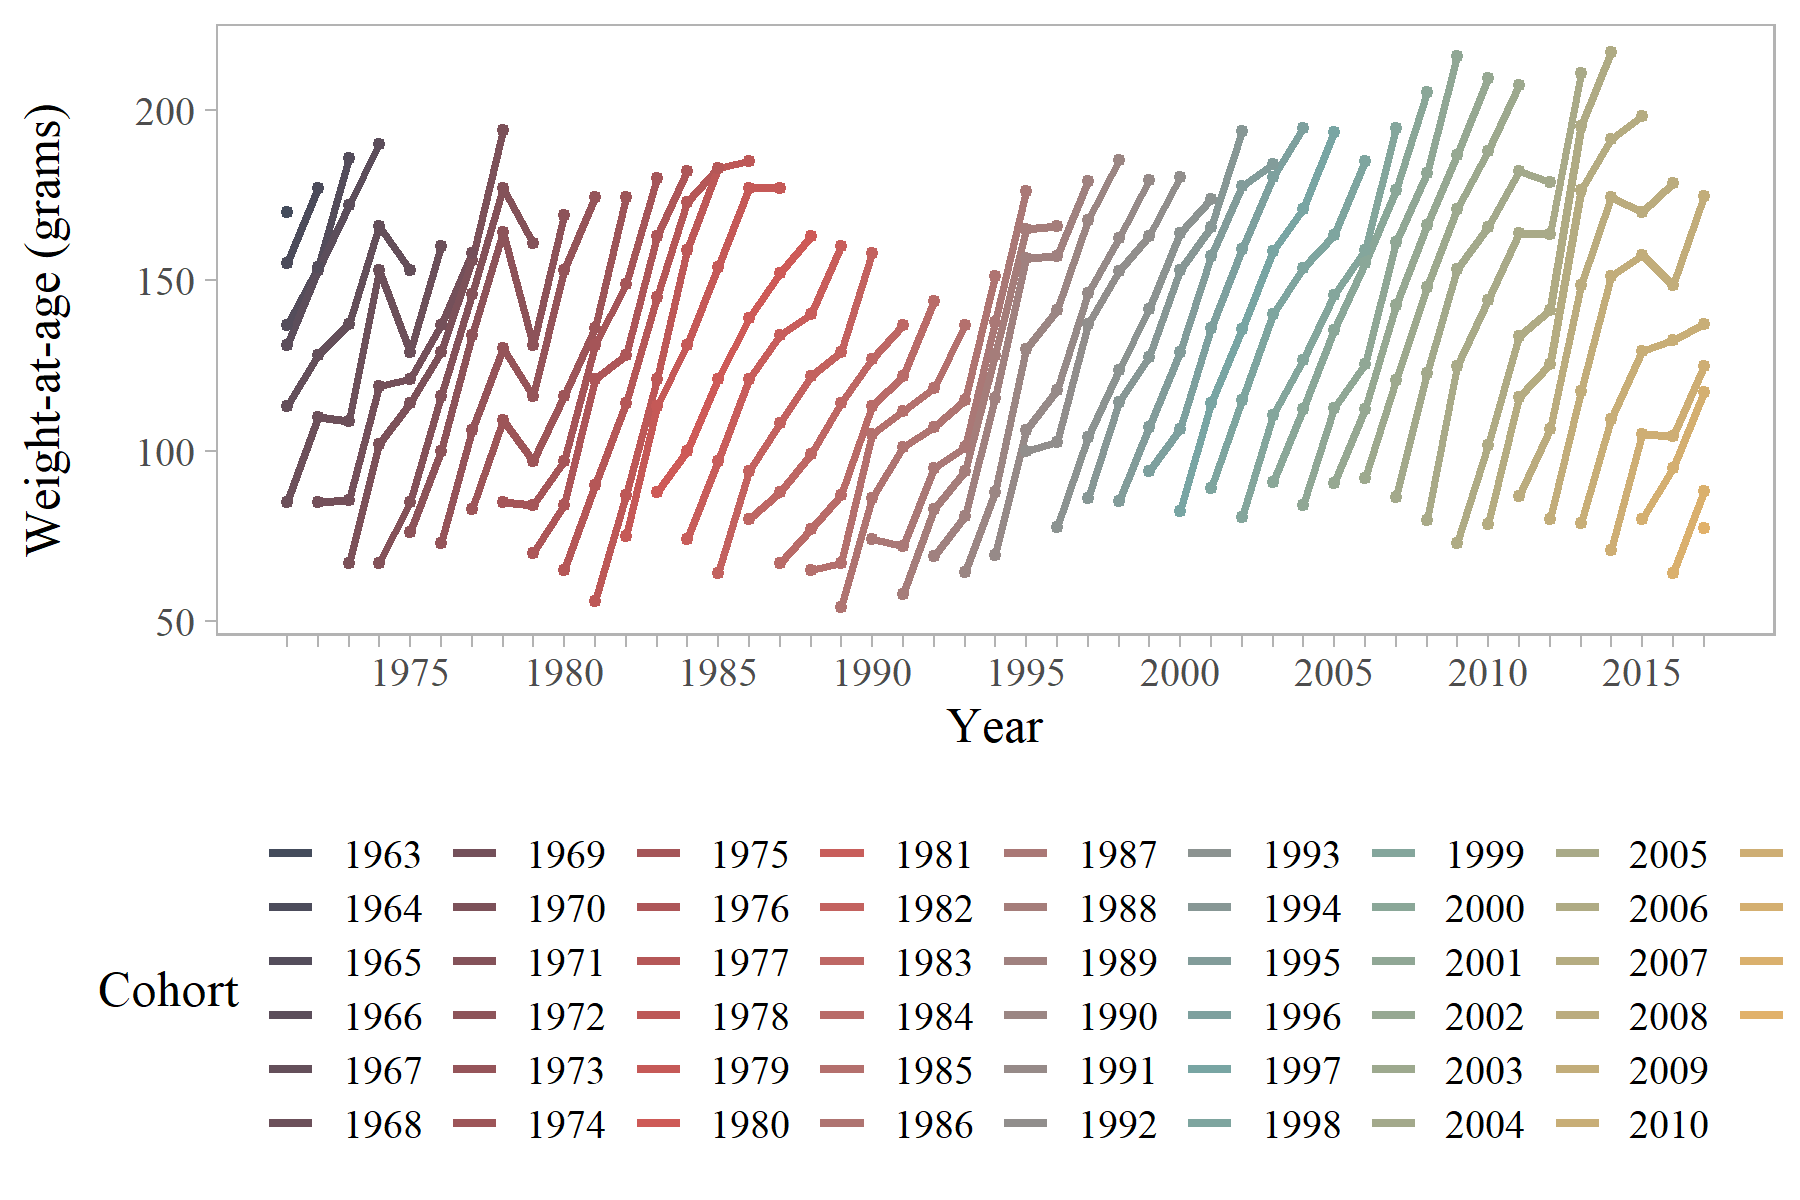 Weight-at-age (grams)
200
150
100
50
1975 1980 1985 1990 1995 2000 2005 2010 2015
Year
Cohort
1963 1969 1975 1981 1987 1993 1999 2005
1964 1970 1976 1982 1988 1994 2000 2006
1965 1971 1977 1983 1989 1995 2001 2007
1966 1972 1978 1984 1990 1996 2002 2008
1967 1973 1979 1985 1991 1997 2003 2009
1968 1974 1980 1986 1992 1998 2004 2010